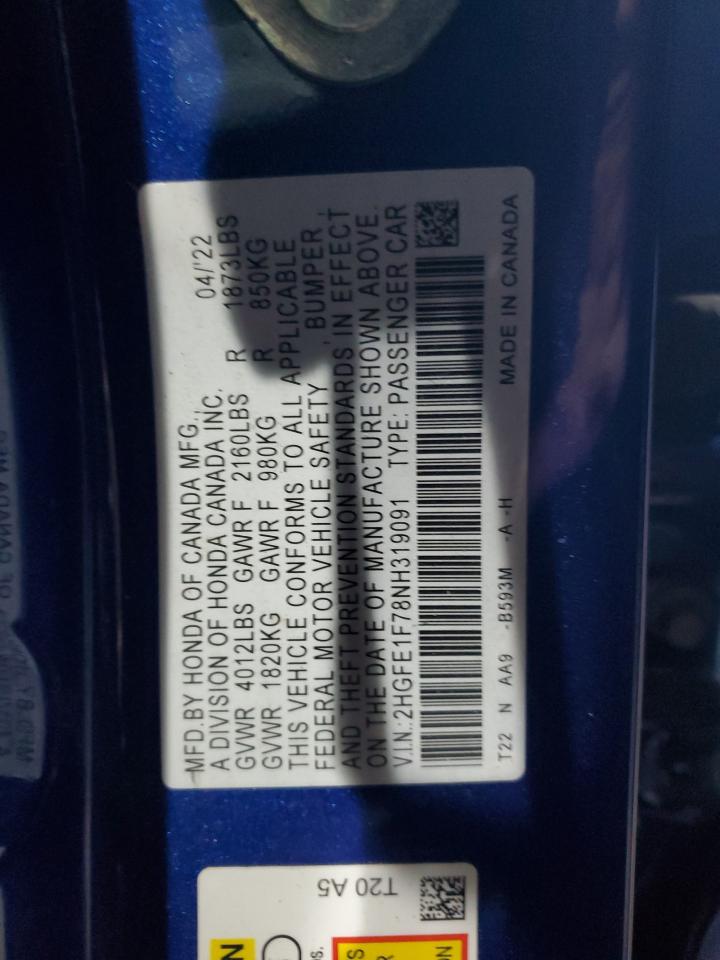 MFD.BY HONDA OF CANADA MFG.,
A DIVISION OF HONDA CANADA INC. 04/'22
GVWR 4012LBS GAWR F 2160LBS R 1873LBS
GVWR 1820KG GAWR F 980KG R 850KG
THIS VEHICLE CONFORMS TO ALL APPLICABLE
FEDERAL MOTOR VEHICLE SAFETY , BUMPER ,
AND THEFT PREVENTION STANDARDS IN EFFECT
ON THE DATE OF MANUFACTURE SHOWN ABOVE.
V.I.N.:2HGFE1F78NH319091 TYPE: PASSENGER CAR
T22 N AA9 -B593M -A -H MADE IN CANADA
T20 A5